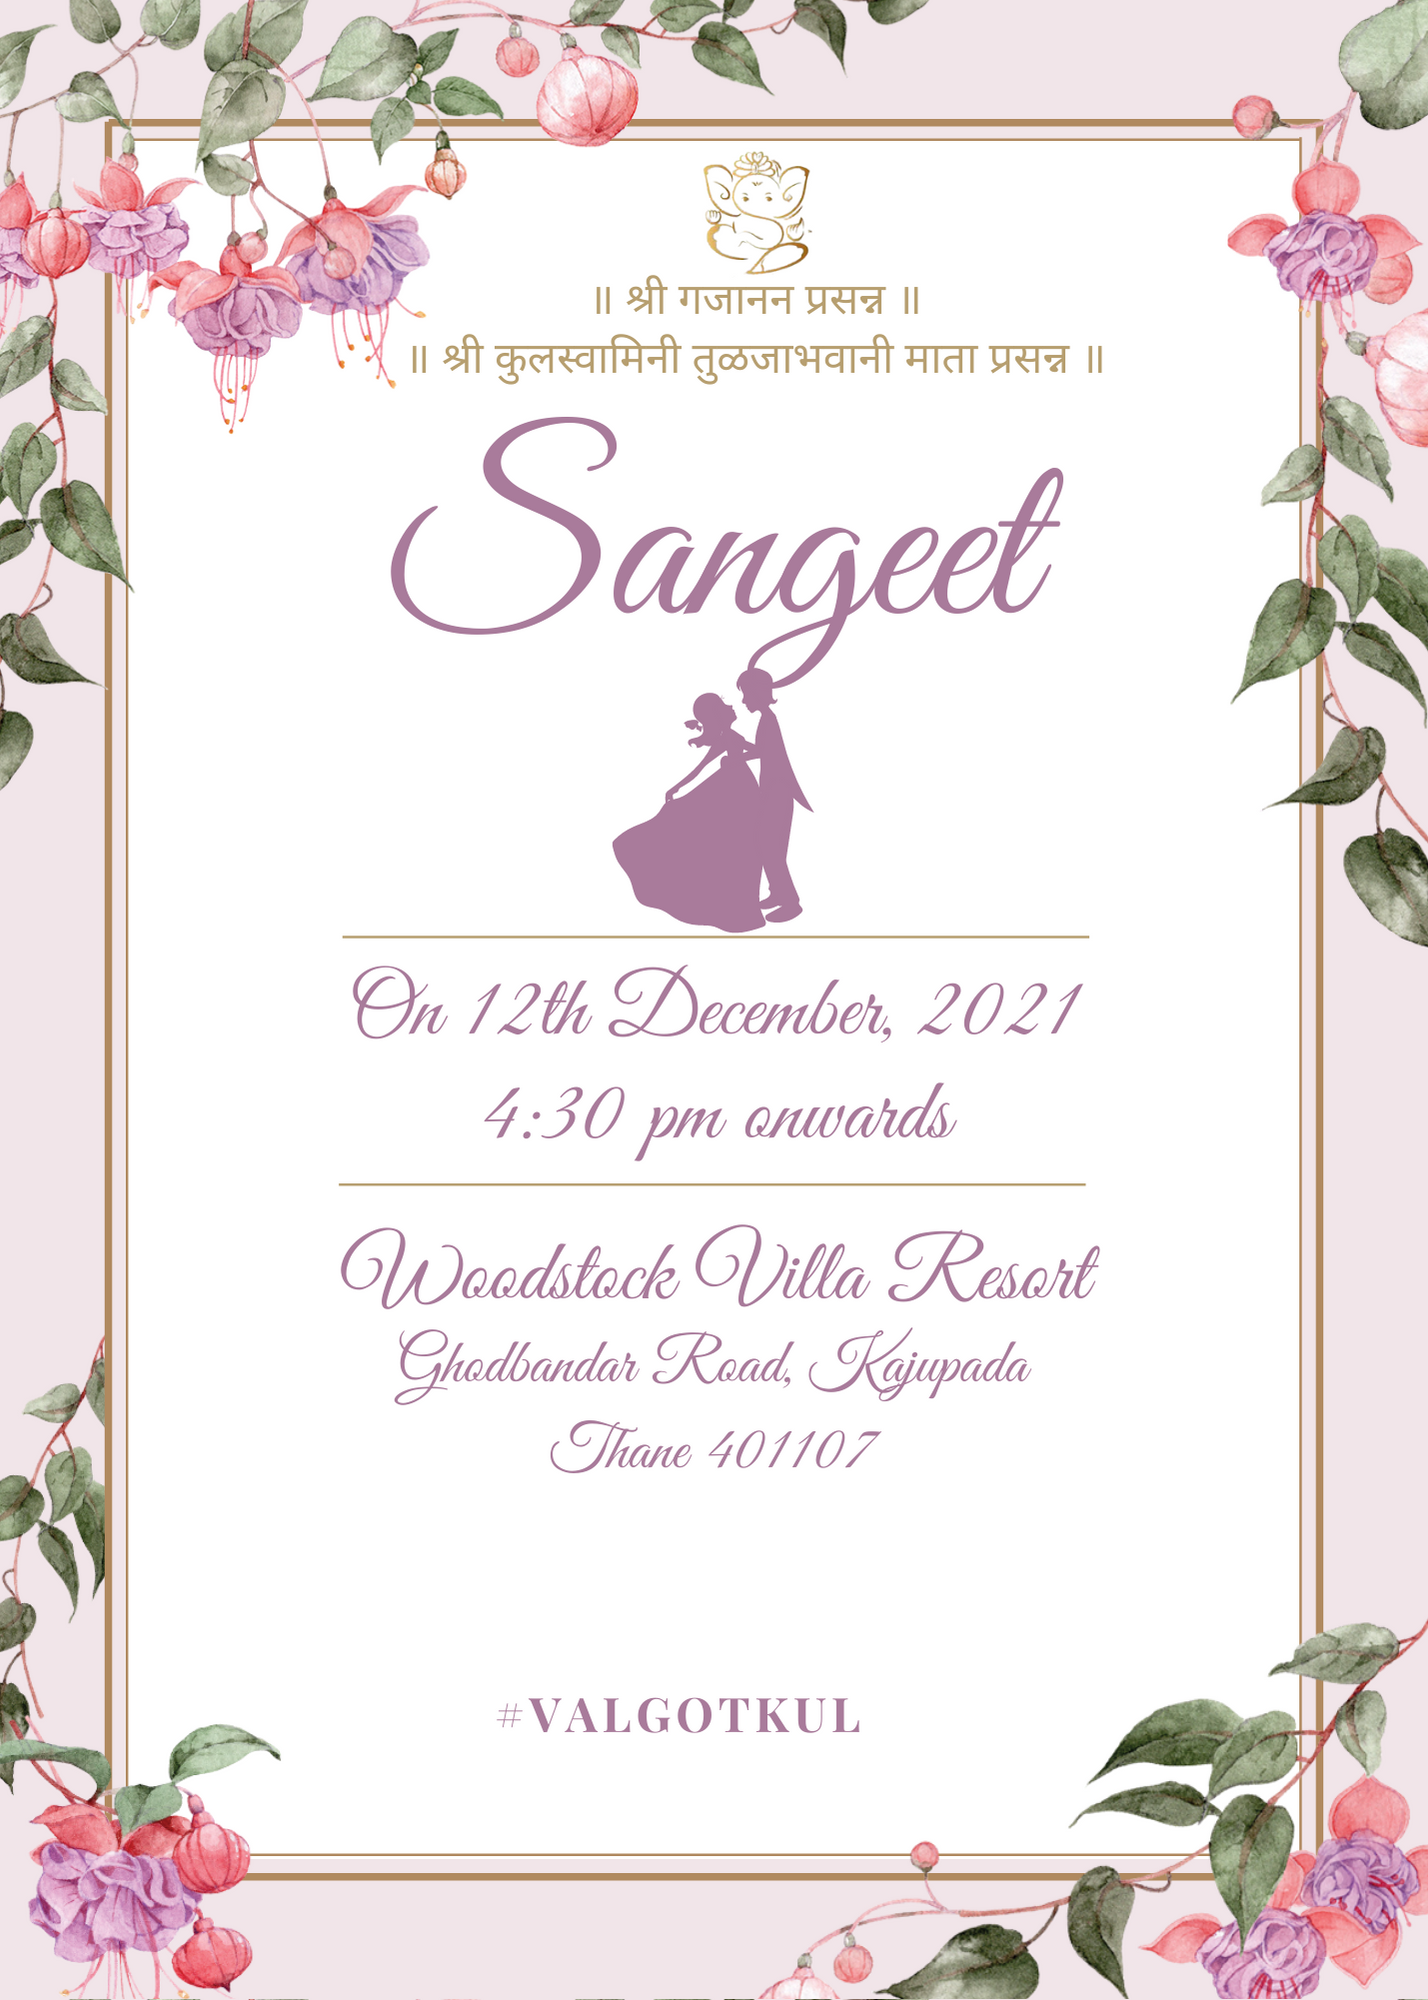 ॥ श्री गजानन प्रसन्न ॥
॥ श्री कुलस्वामिनी तुळजाभवानी माता प्रसन्न ॥
Sangeet
On 12th December, 2021
4:30 pm onwards
Woodstock Villa Resort
Ghodbandar Road, Kajupada
Thane 401107
#VALGOTKUL